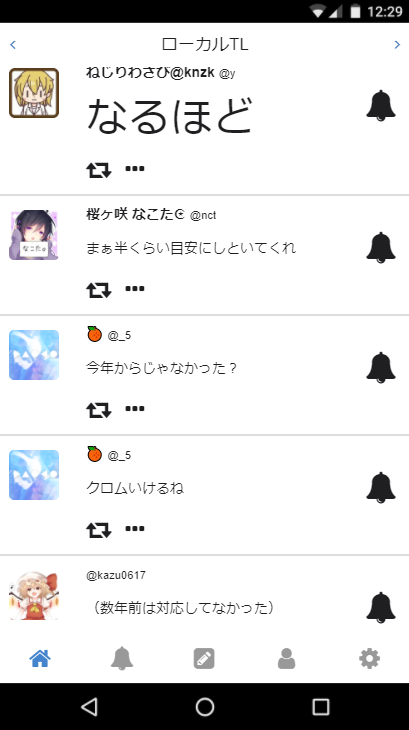 12:29
ローカルTL
ねじりわさび@knzk @y
なるほど
桜ヶ咲 なこた@ @nct
なこた。
まぁ半くらい目安にしといてくれ
@_5
今年からじゃなかった？
@_5
クロムいけるね
@kazu0617
（数年前は対応してなかった）